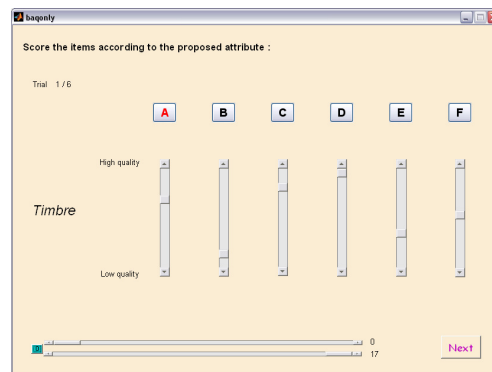 baqonly
Score the items according to the proposed attribute :
Trial 1 / 6
A B C D E F
High quality
Timbre
Low quality
0
17
Next